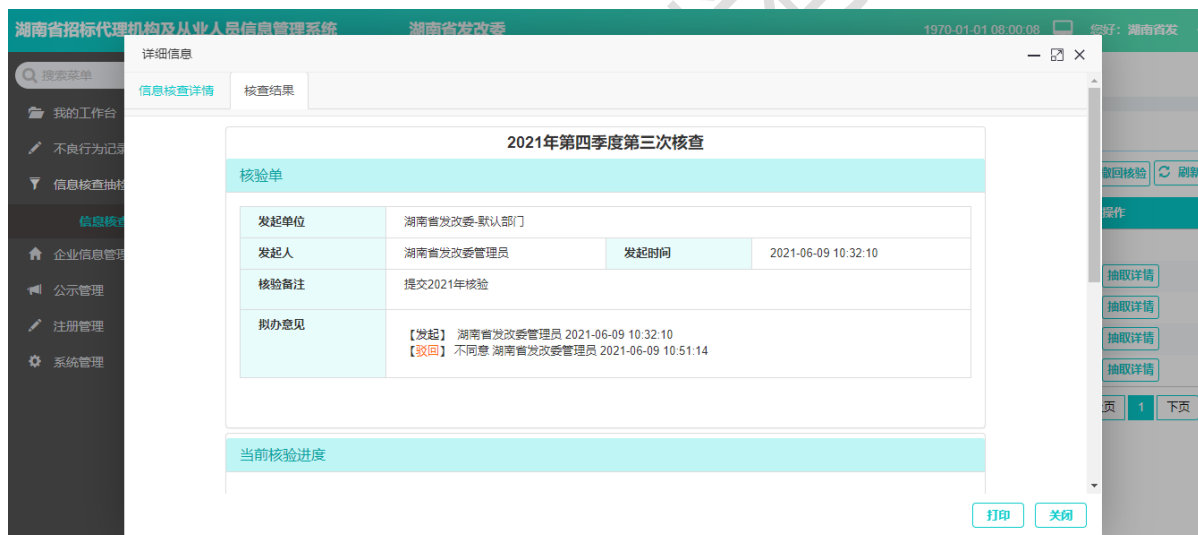 湖南省招标代理机构及从业人员信息管理系统 湖南省发改委 1970-01-01 08:00:08 您好：湖南省发
搜索菜单
我的工作台
不良行为记录
信息核查抽检
信息核查
企业信息管理
公示管理
注册管理
系统管理
详细信息
信息核查详情 核查结果
2021年第四季度第三次核查
核验单
发起单位 湖南省发改委-默认部门
发起人 湖南省发改委管理员 发起时间 2021-06-09 10:32:10
核验备注 提交2021年核验
拟办意见
【发起】 湖南省发改委管理员 2021-06-09 10:32:10
【驳回】 不同意 湖南省发改委管理员 2021-06-09 10:51:14
当前核验进度
打印 关闭
撤回核验 刷新
操作
抽取详情
抽取详情
抽取详情
抽取详情
页 1 下页